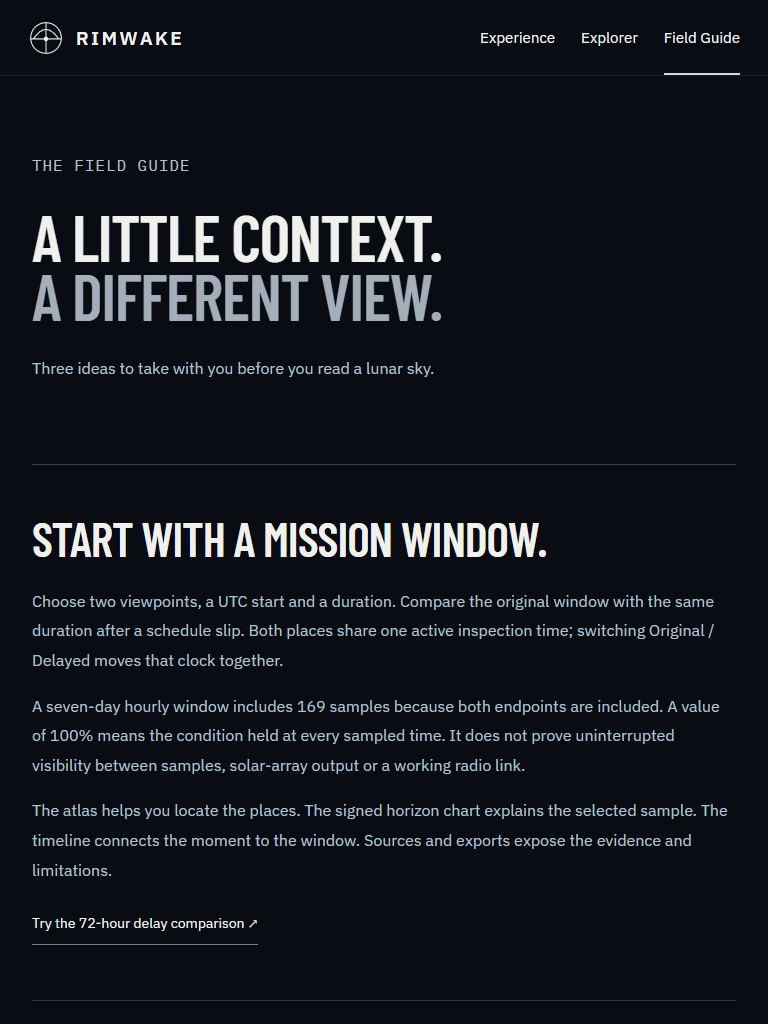 RIMWAKE
Experience
Explorer
Field Guide
THE FIELD GUIDE
A LITTLE CONTEXT.
A DIFFERENT VIEW.
Three ideas to take with you before you read a lunar sky.
START WITH A MISSION WINDOW.
Choose two viewpoints, a UTC start and a duration. Compare the original window with the same
duration after a schedule slip. Both places share one active inspection time; switching Original /
Delayed moves that clock together.
A seven-day hourly window includes 169 samples because both endpoints are included. A value
of 100% means the condition held at every sampled time. It does not prove uninterrupted
visibility between samples, solar-array output or a working radio link.
The atlas helps you locate the places. The signed horizon chart explains the selected sample. The
timeline connects the moment to the window. Sources and exports expose the evidence and
limitations.
Try the 72-hour delay comparison ↗